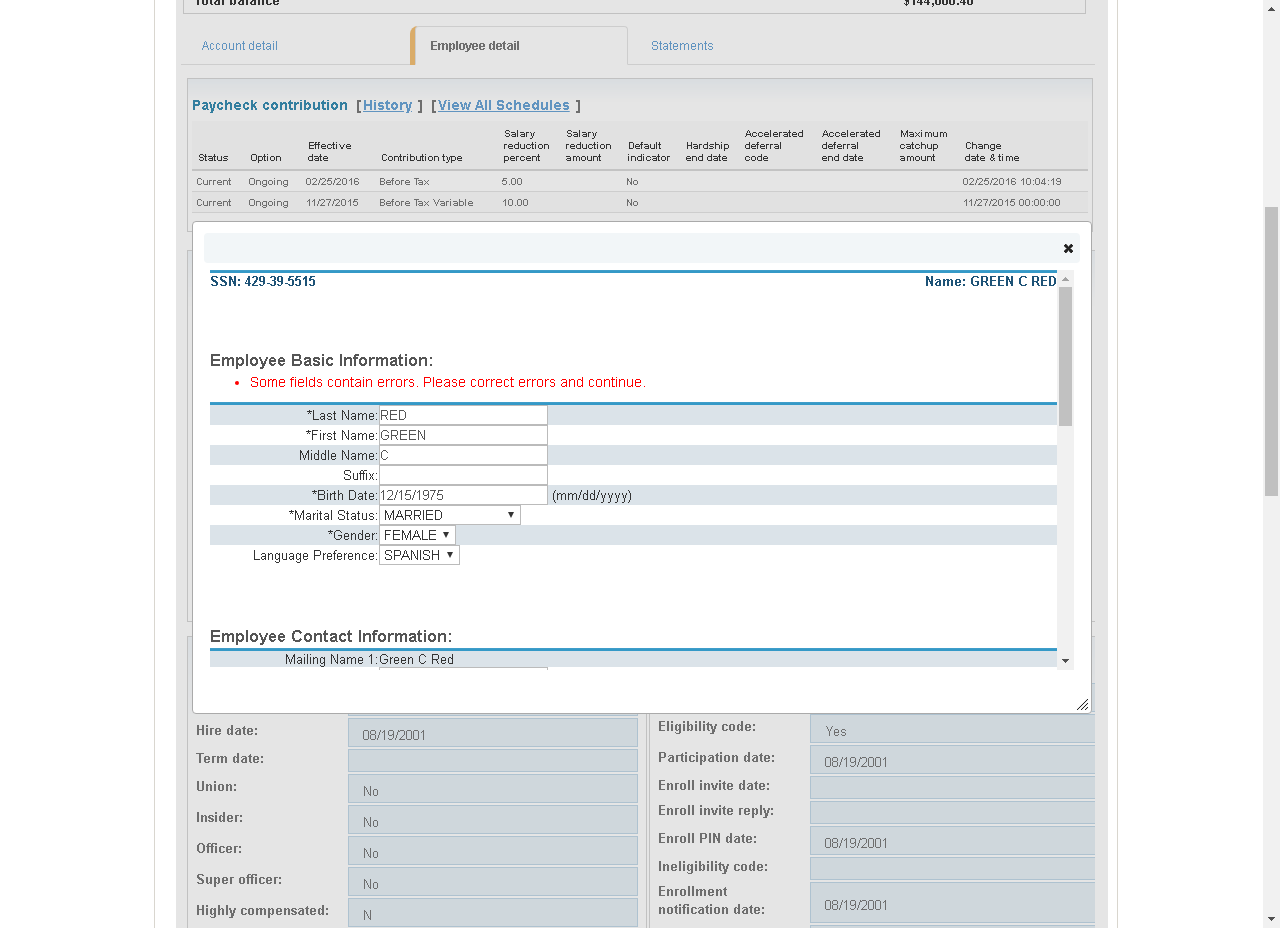 Total balance $144,000.40
Account detail Employee detail Statements
Paycheck contribution [History ] [View All Schedules ]
Status Option Effective date Contribution type Salary reduction percent Salary reduction amount Default indicator Hardship end date Accelerated deferral code Accelerated deferral end date Maximum catchup amount Change date & time
Current Ongoing 02/25/2016 Before Tax 5.00 No 02/25/2016 10:04:19
Current Ongoing 11/27/2015 Before Tax Variable 10.00 No 11/27/2015 00:00:00
SSN: 429-39-5515 Name: GREEN C RED
Employee Basic Information:
• Some fields contain errors. Please correct errors and continue.
*Last Name: RED
*First Name: GREEN
Middle Name: C
Suffix:
*Birth Date: 12/15/1975 (mm/dd/yyyy)
*Marital Status: MARRIED
*Gender: FEMALE
Language Preference: SPANISH
Employee Contact Information:
Mailing Name 1: Green C Red
Hire date: 08/19/2001
Term date:
Union: No
Insider: No
Officer: No
Super officer: No
Highly compensated: N
Eligibility code: Yes
Participation date: 08/19/2001
Enroll invite date:
Enroll invite reply:
Enroll PIN date: 08/19/2001
Ineligibility code:
Enrollment
notification date: 08/19/2001